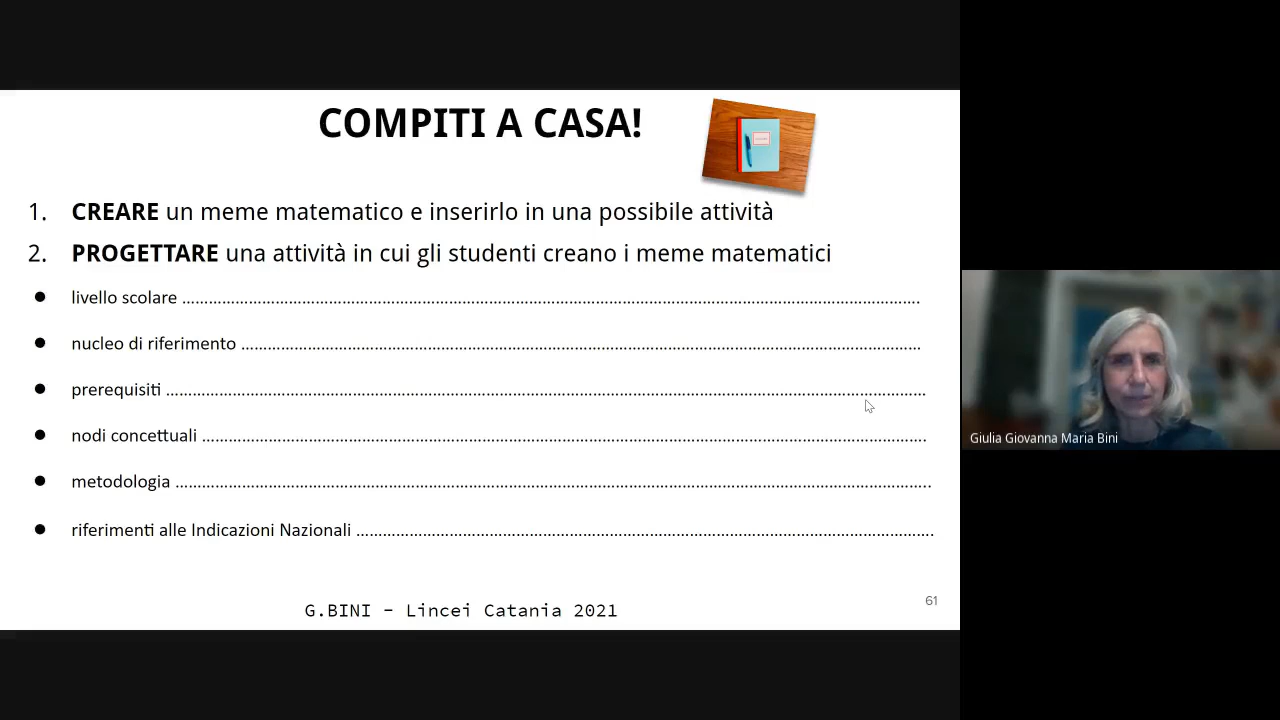 COMPITI A CASA!
1. CREARE un meme matematico e inserirlo in una possibile attività
2. PROGETTARE una attività in cui gli studenti creano i meme matematici
● livello scolare ………………………………………………………………………………………………………………………………………………….
● nucleo di riferimento ……………………………………………………………………………………………………………………………………….
● prerequisiti ……………………………………………………………………………………………………………………………………………………….
● nodi concettuali ………………………………………………………………………………………………………………………………………………..
● metodologia ……………………………………………………………………………………………………………………………………………………..
● riferimenti alle Indicazioni Nazionali ………………………………………………………………………………………………………………….
G.BINI – Lincei Catania 2021
61
Giulia Giovanna Maria Bini